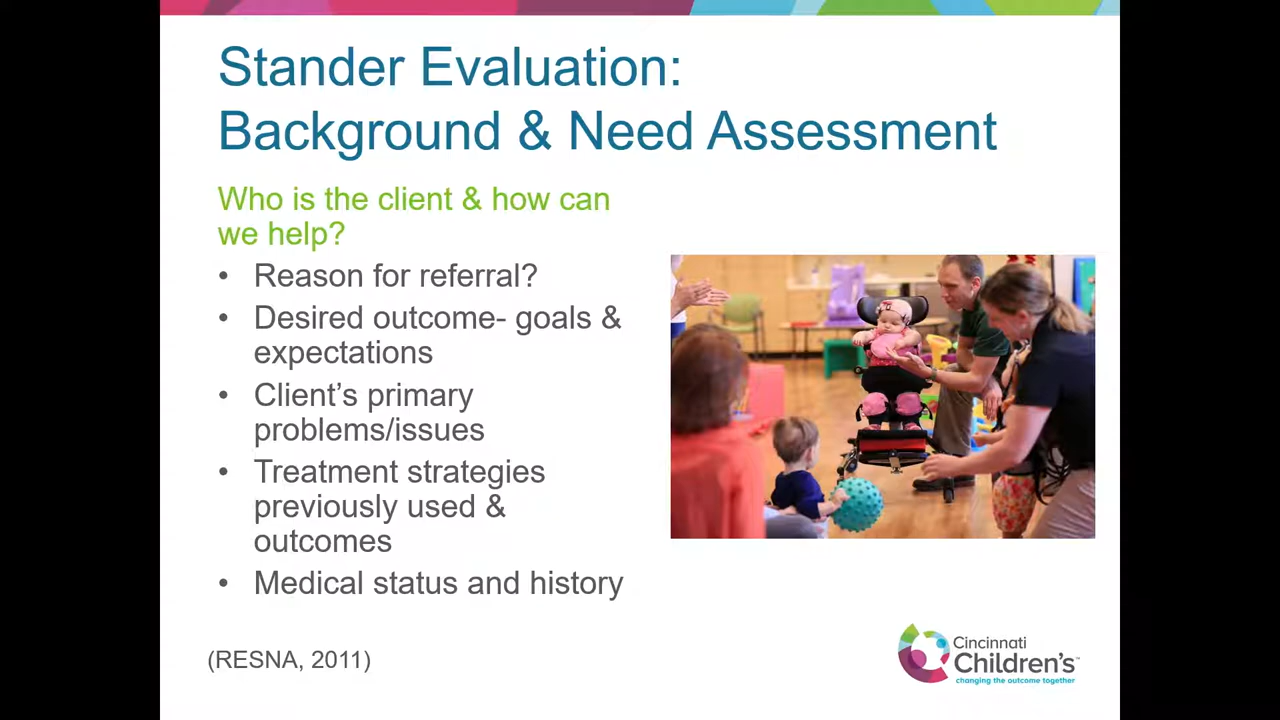 Stander Evaluation:
Background & Need Assessment
Who is the client & how can
we help?
• Reason for referral?
• Desired outcome- goals &
expectations
• Client’s primary
problems/issues
• Treatment strategies
previously used &
outcomes
• Medical status and history
(RESNA, 2011)
Cincinnati
Children's™
changing the outcome together